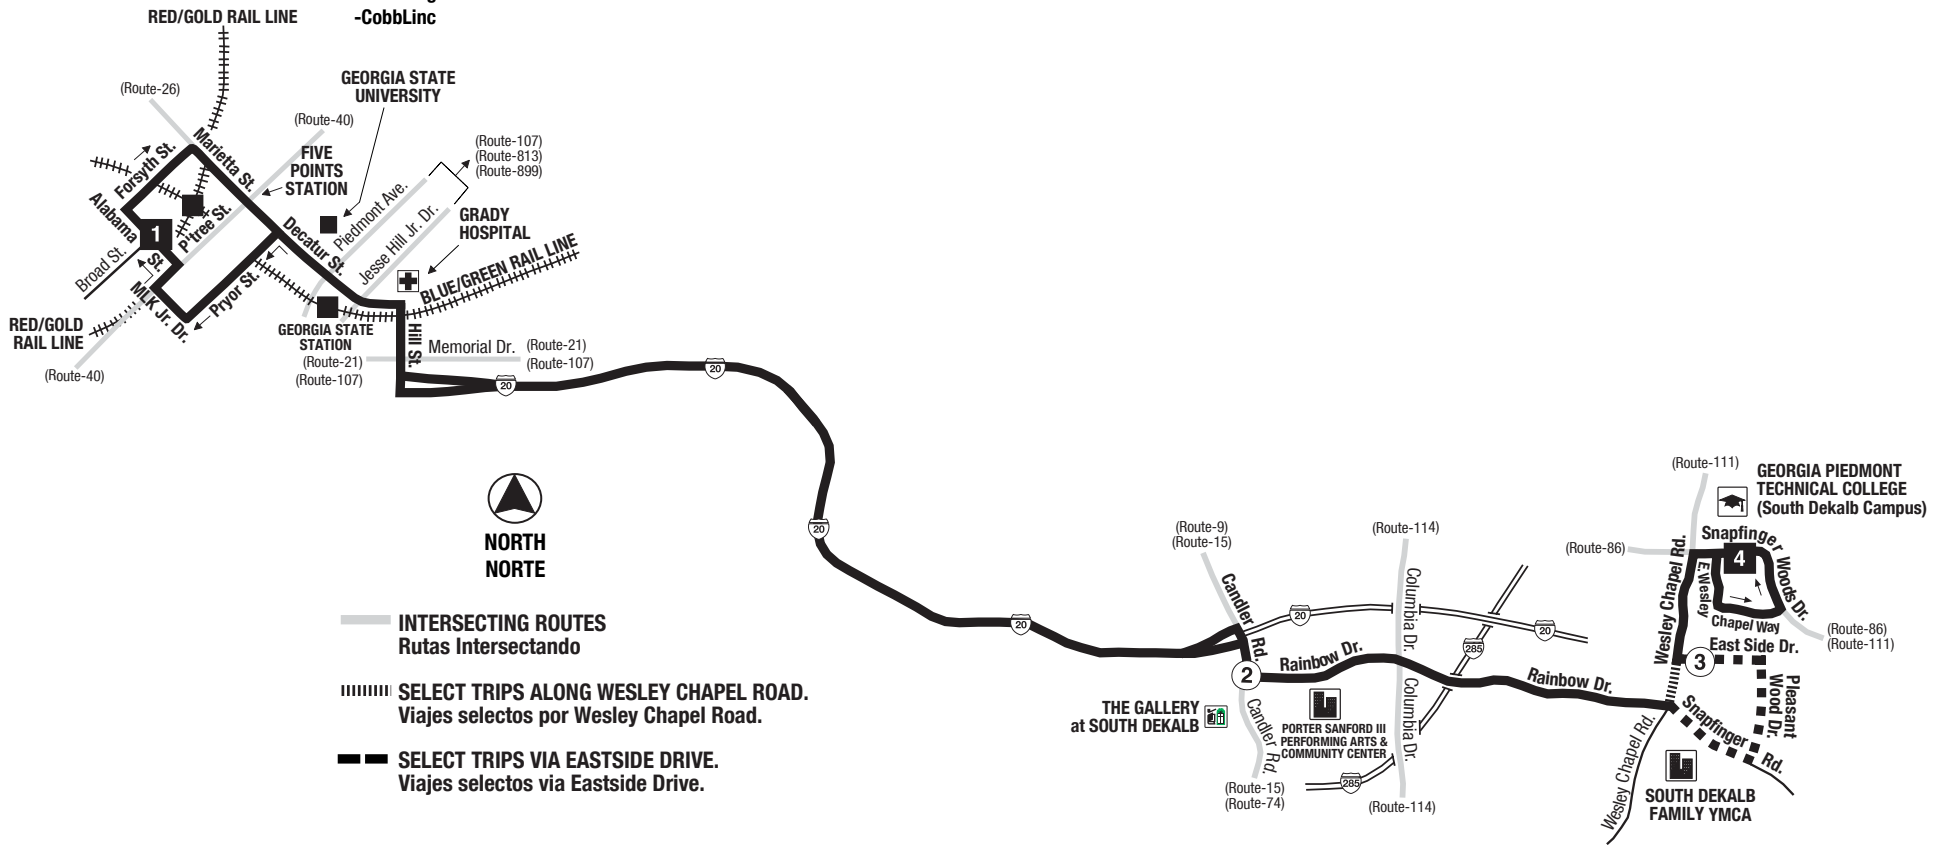 -CobbLinc
RED/GOLD RAIL LINE
(Route-26)
GEORGIA STATE
UNIVERSITY
(Route-40)
FIVE
POINTS
STATION
(Route-107)
(Route-813)
(Route-899)
GRADY
HOSPITAL
Marietta St.
Forsyth St.
Alabama
St.
1
P'tree St.
Broad St.
MLK Jr. Dr.
Pryor St.
Decatur St.
Piedmont Ave.
Jesse Hill Jr. Dr.
BLUE/GREEN RAIL LINE
RED/GOLD
RAIL LINE
(Route-40)
GEORGIA STATE
STATION
(Route-21)
(Route-107)
Hill St.
Memorial Dr.
(Route-21)
(Route-107)
20
20
20
20
NORTH
NORTE
INTERSECTING ROUTES
Rutas Intersectando
SELECT TRIPS ALONG WESLEY CHAPEL ROAD.
Viajes selectos por Wesley Chapel Road.
SELECT TRIPS VIA EASTSIDE DRIVE.
Viajes selectos via Eastside Drive.
(Route-9)
(Route-15)
Candler
Rd.
2
20
20
285
285
(Route-114)
Columbia Dr.
Columbia Dr.
(Route-114)
Rainbow Dr.
Rainbow Dr.
THE GALLERY
at SOUTH DEKALB
Candler Rd.
(Route-15)
(Route-74)
PORTER SANFORD III
PERFORMING ARTS &
COMMUNITY CENTER
(Route-111)
GEORGIA PIEDMONT
TECHNICAL COLLEGE
(South Dekalb Campus)
(Route-86)
Snapfinger
Woods Dr.
4
E. Wesley
Chapel Way
Wesley Chapel Rd.
(Route-86)
(Route-111)
3
East Side Dr.
Pleasant
Wood Dr.
Snapfinger
Rd.
Wesley Chapel Rd.
SOUTH DEKALB
FAMILY YMCA